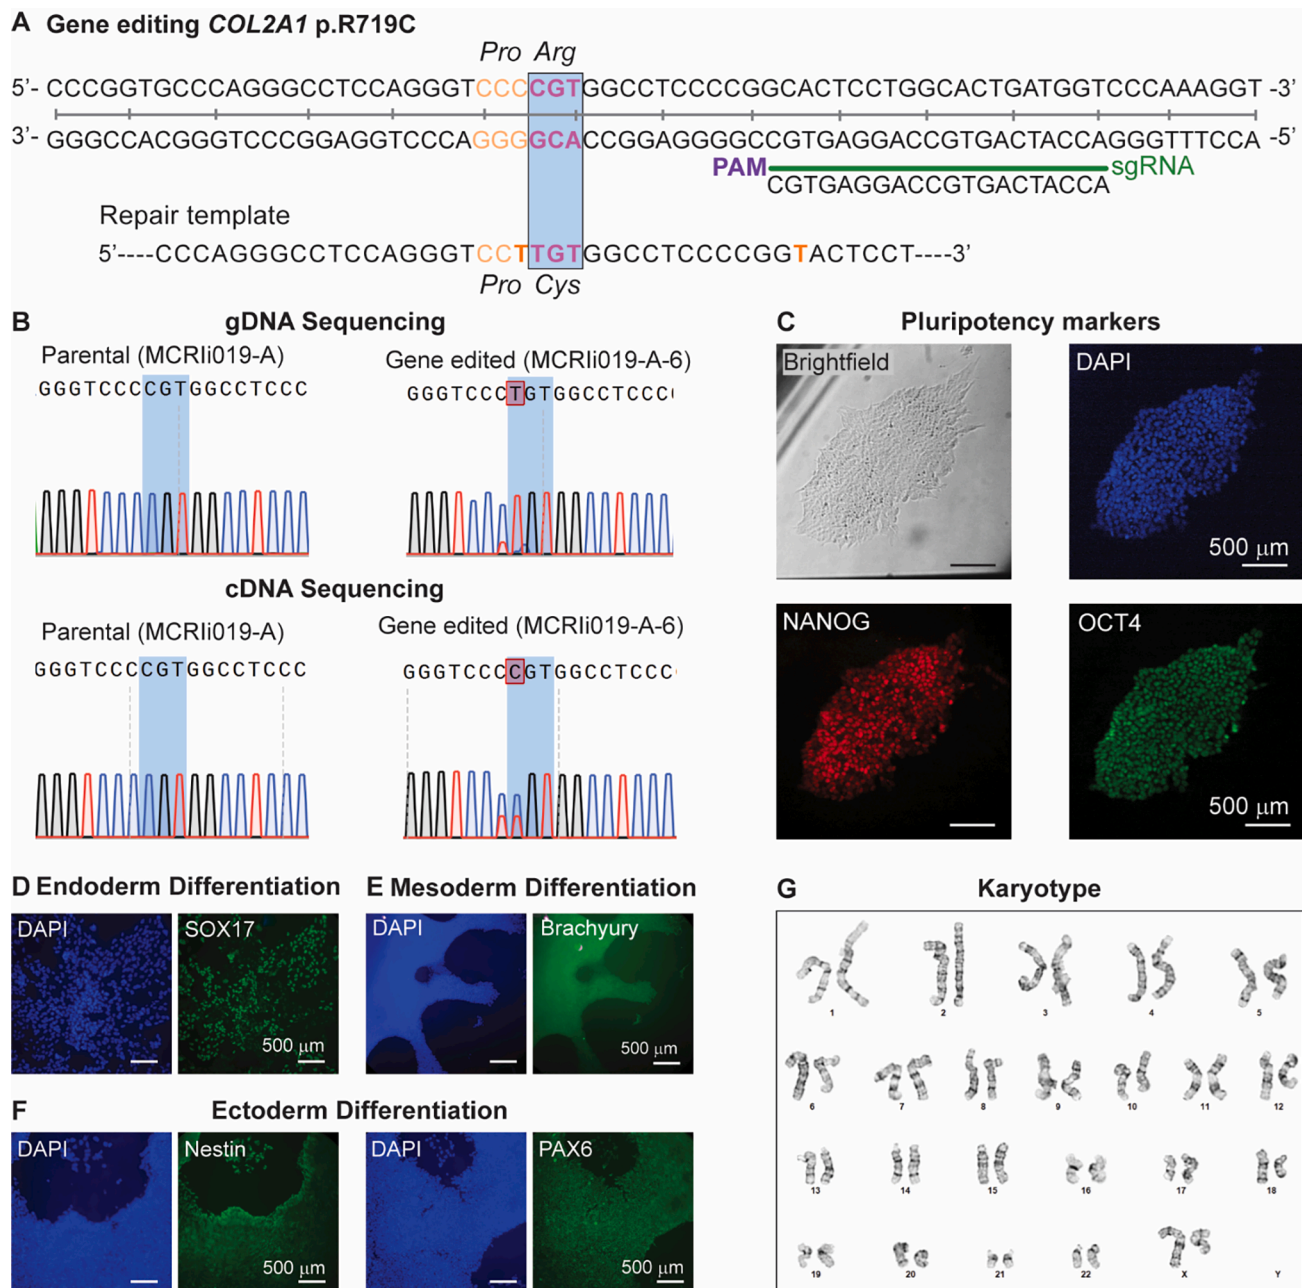 A Gene editing COL2A1 p.R719C
Pro Arg
5’- CCCGGTGCCCAGGGCCTCCAGGGTCCCCGTGGCCTCCCCGGCACTCCTGGCACTGATGGTCCCAAAGGT -3’
3’- GGGCCACGGGTCCCGGAGGTCCCAGGGGCACCGGAGGGGCCGTGAGGACCGTGACTACCAGGGTTTCCA -5’
PAM sgRNA
CGTGAGGACCGTGACTACCA
Repair template
5’----CCCAGGGCCTCCAGGGTCCTTGTGGCCTCCCCGGTACTCCT----3’
Pro Cys
B gDNA Sequencing
Parental (MCRIi019-A)
GGGTCCCCGTGGCCTCCC
Gene edited (MCRIi019-A-6)
GGGTCCCTGTGGCCTCCC
cDNA Sequencing
Parental (MCRIi019-A)
GGGTCCCCGTGGCCTCCC
Gene edited (MCRIi019-A-6)
GGGTCCCCGTGGCCTCCC
C Pluripotency markers
Brightfield
DAPI
500 µm
NANOG
OCT4
500 µm
D Endoderm Differentiation
DAPI
SOX17
500 µm
E Mesoderm Differentiation
DAPI
Brachyury
500 µm
F Ectoderm Differentiation
DAPI
Nestin
500 µm
DAPI
PAX6
500 µm
G Karyotype
1 2 3 4 5
6 7 8 9 10 11 12
13 14 15 16 17 18
19 20 21 22 X Y